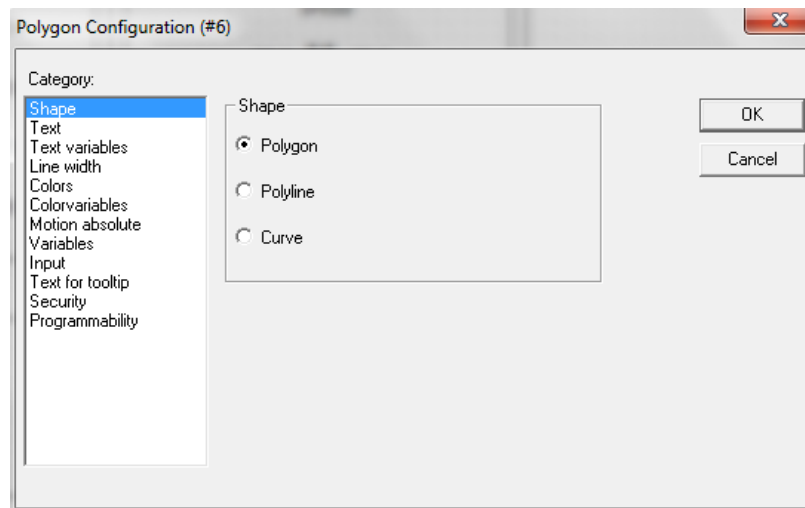 Polygon Configuration (#6)
Category:
Shape
Text
Text variables
Line width
Colors
Colorvariables
Motion absolute
Variables
Input
Text for tooltip
Security
Programmability
Shape
Polygon
Polyline
Curve
OK
Cancel